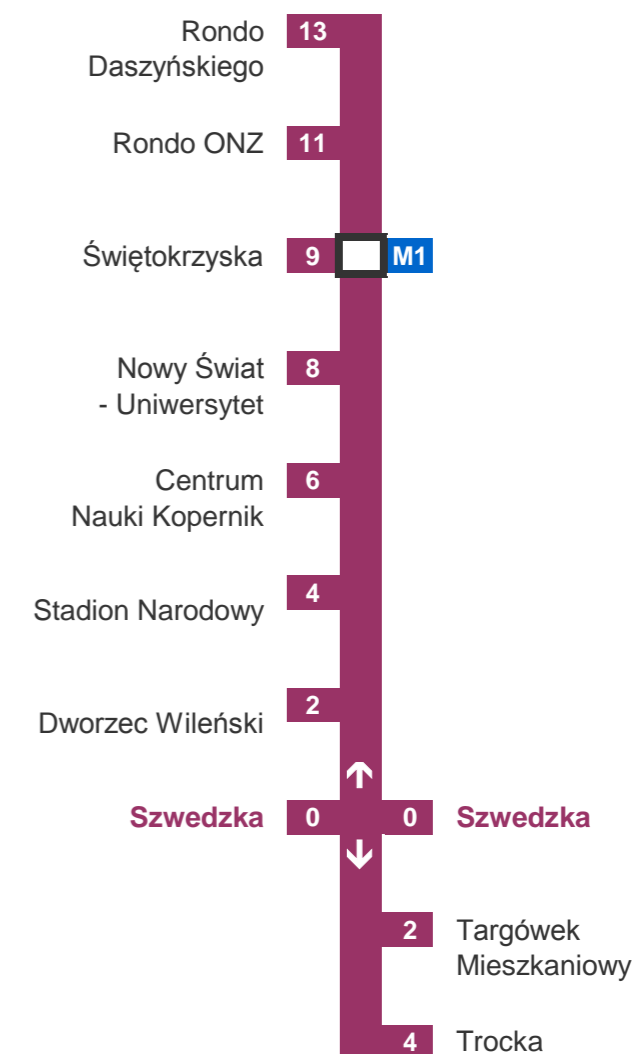 Rondo 13
Daszyńskiego
Rondo ONZ 11
Świętokrzyska 9 M1
Nowy Świat 8
- Uniwersytet
Centrum 6
Nauki Kopernik
Stadion Narodowy 4
Dworzec Wileński 2
Szwedzka 0 0 Szwedzka
2 Targówek
Mieszkaniowy
4 Trocka